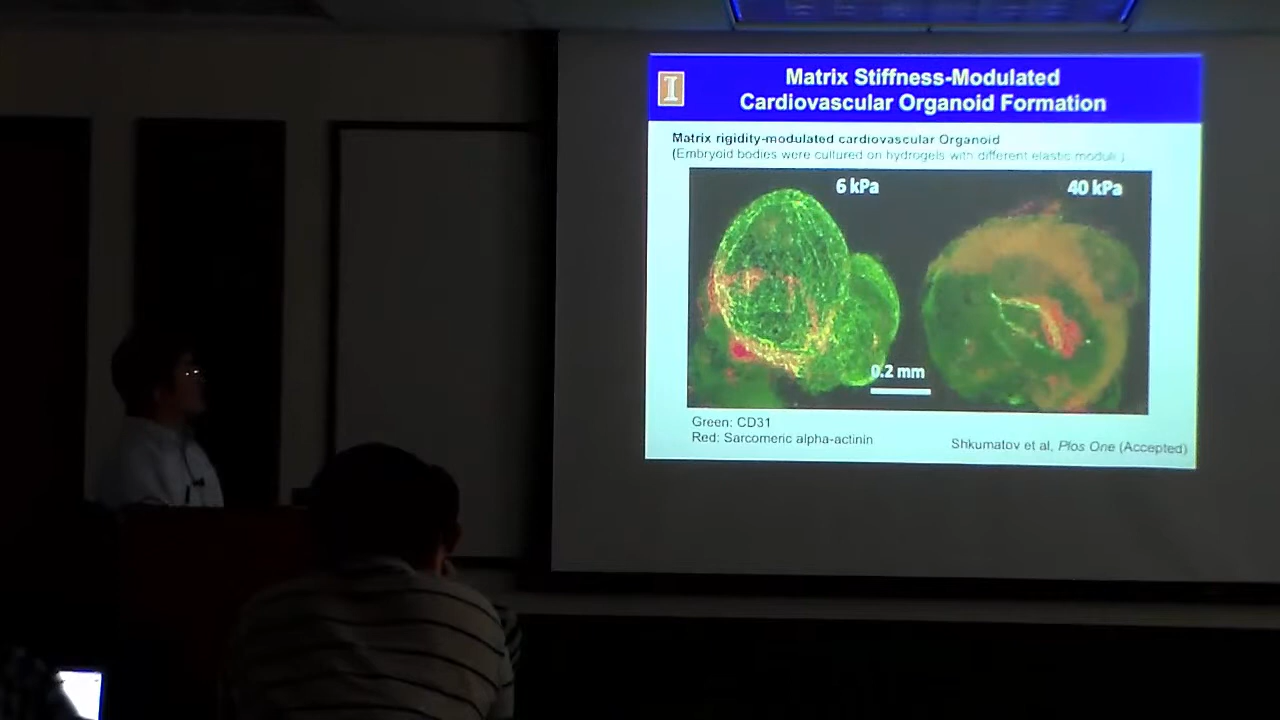 I
Matrix Stiffness-Modulated
Cardiovascular Organoid Formation
Matrix rigidity-modulated cardiovascular Organoid
(Embryoid bodies were cultured on hydrogels with different elastic moduli )
6 kPa
40 kPa
0.2 mm
Green: CD31
Red: Sarcomeric alpha-actinin
Shkumatov et al, Plos One (Accepted)